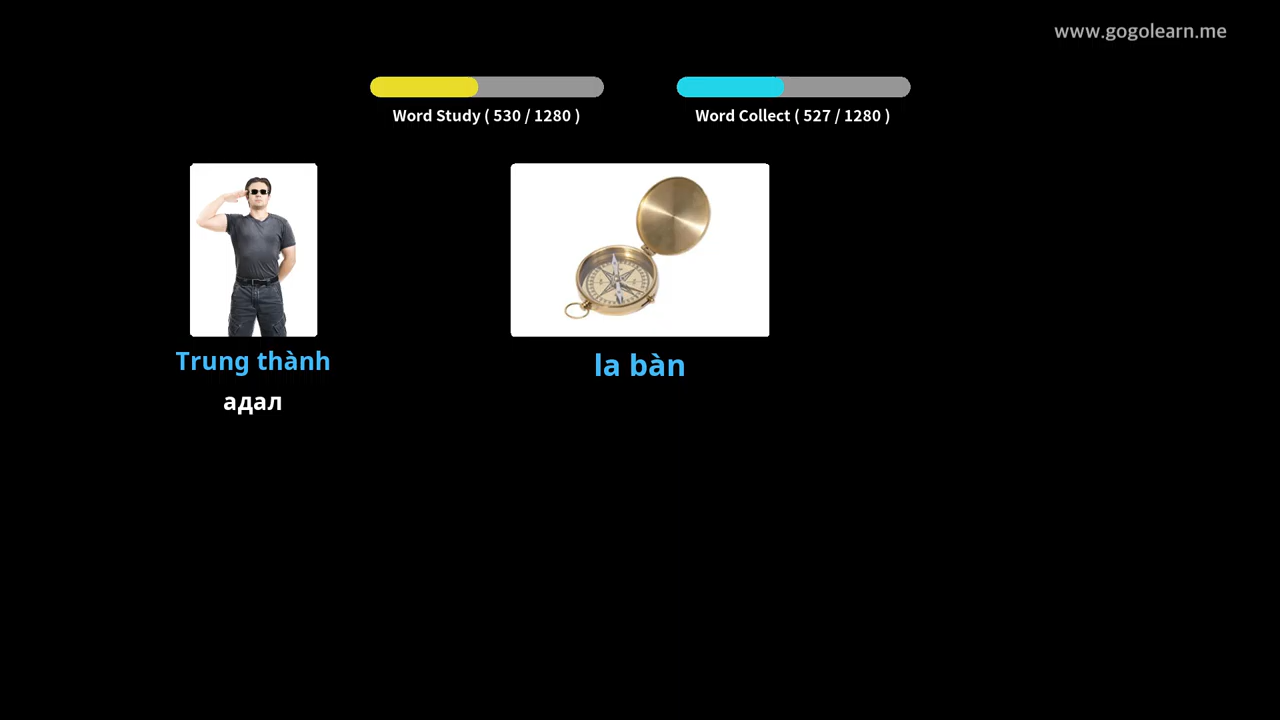 www.gogolearn.me
Word Study ( 530 / 1280 )
Word Collect ( 527 / 1280 )
Trung thành
адал
la bàn